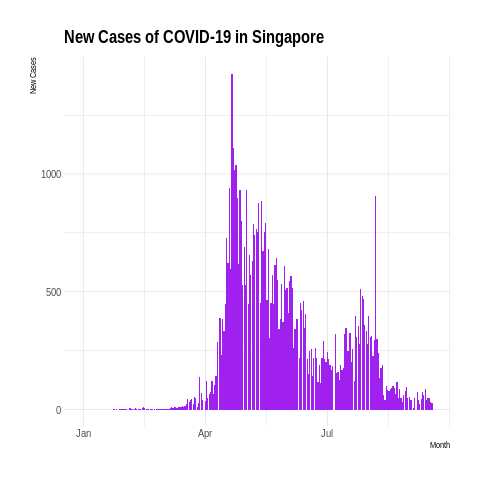 New Cases of COVID-19 in Singapore
New Cases
1000
500
0
Jan
Apr
Jul
Month